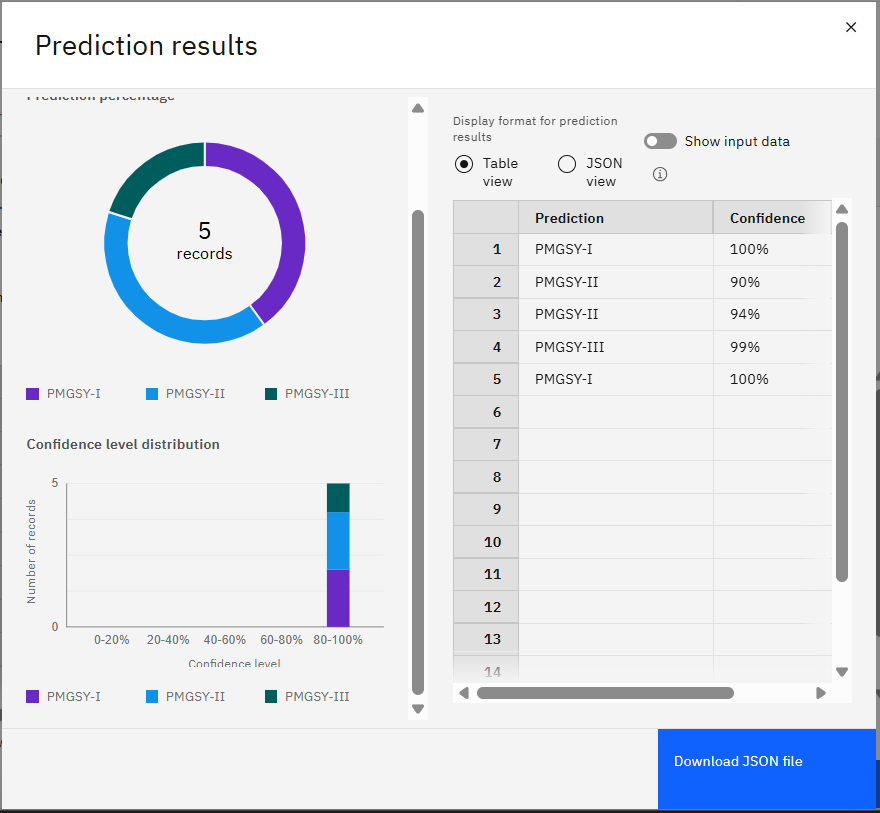 Prediction results
Prediction percentage
5
records
PMGSY-I PMGSY-II PMGSY-III
Confidence level distribution
Number of records
5
0
0-20% 20-40% 40-60% 60-80% 80-100%
Confidence level
PMGSY-I PMGSY-II PMGSY-III
Display format for prediction
results
Table
view
JSON
view
Show input data
Prediction Confidence
1 PMGSY-I 100%
2 PMGSY-II 90%
3 PMGSY-II 94%
4 PMGSY-III 99%
5 PMGSY-I 100%
6
7
8
9
10
11
12
13
14
Download JSON file